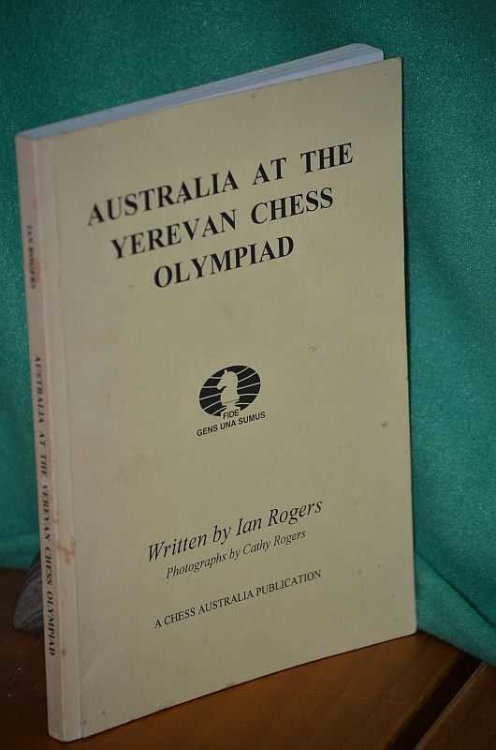 AUSTRALIA AT THE
YEREVAN CHESS
OLYMPIAD
FIDE
GENS UNA SUMUS
Written by Ian Rogers
Photographs by Cathy Rogers
A CHESS AUSTRALIA PUBLICATION
IAN ROGERS
AUSTRALIA AT THE YEREVAN CHESS OLYMPIAD